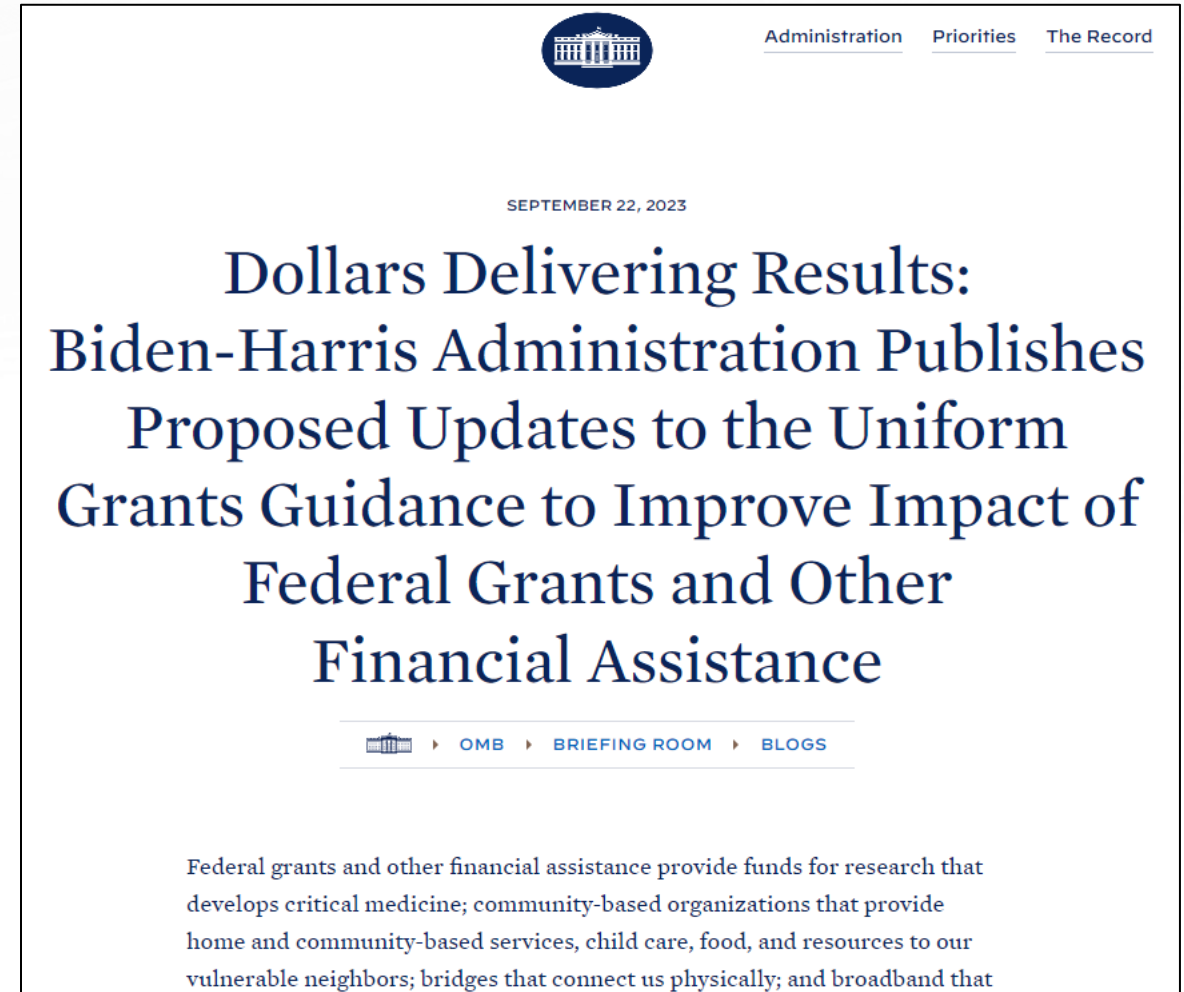 Administration Priorities The Record
SEPTEMBER 22, 2023
Dollars Delivering Results:
Biden-Harris Administration Publishes
Proposed Updates to the Uniform
Grants Guidance to Improve Impact of
Federal Grants and Other
Financial Assistance
OMB BRIEFING ROOM BLOGS
Federal grants and other financial assistance provide funds for research that
develops critical medicine; community-based organizations that provide
home and community-based services, child care, food, and resources to our
vulnerable neighbors; bridges that connect us physically; and broadband that